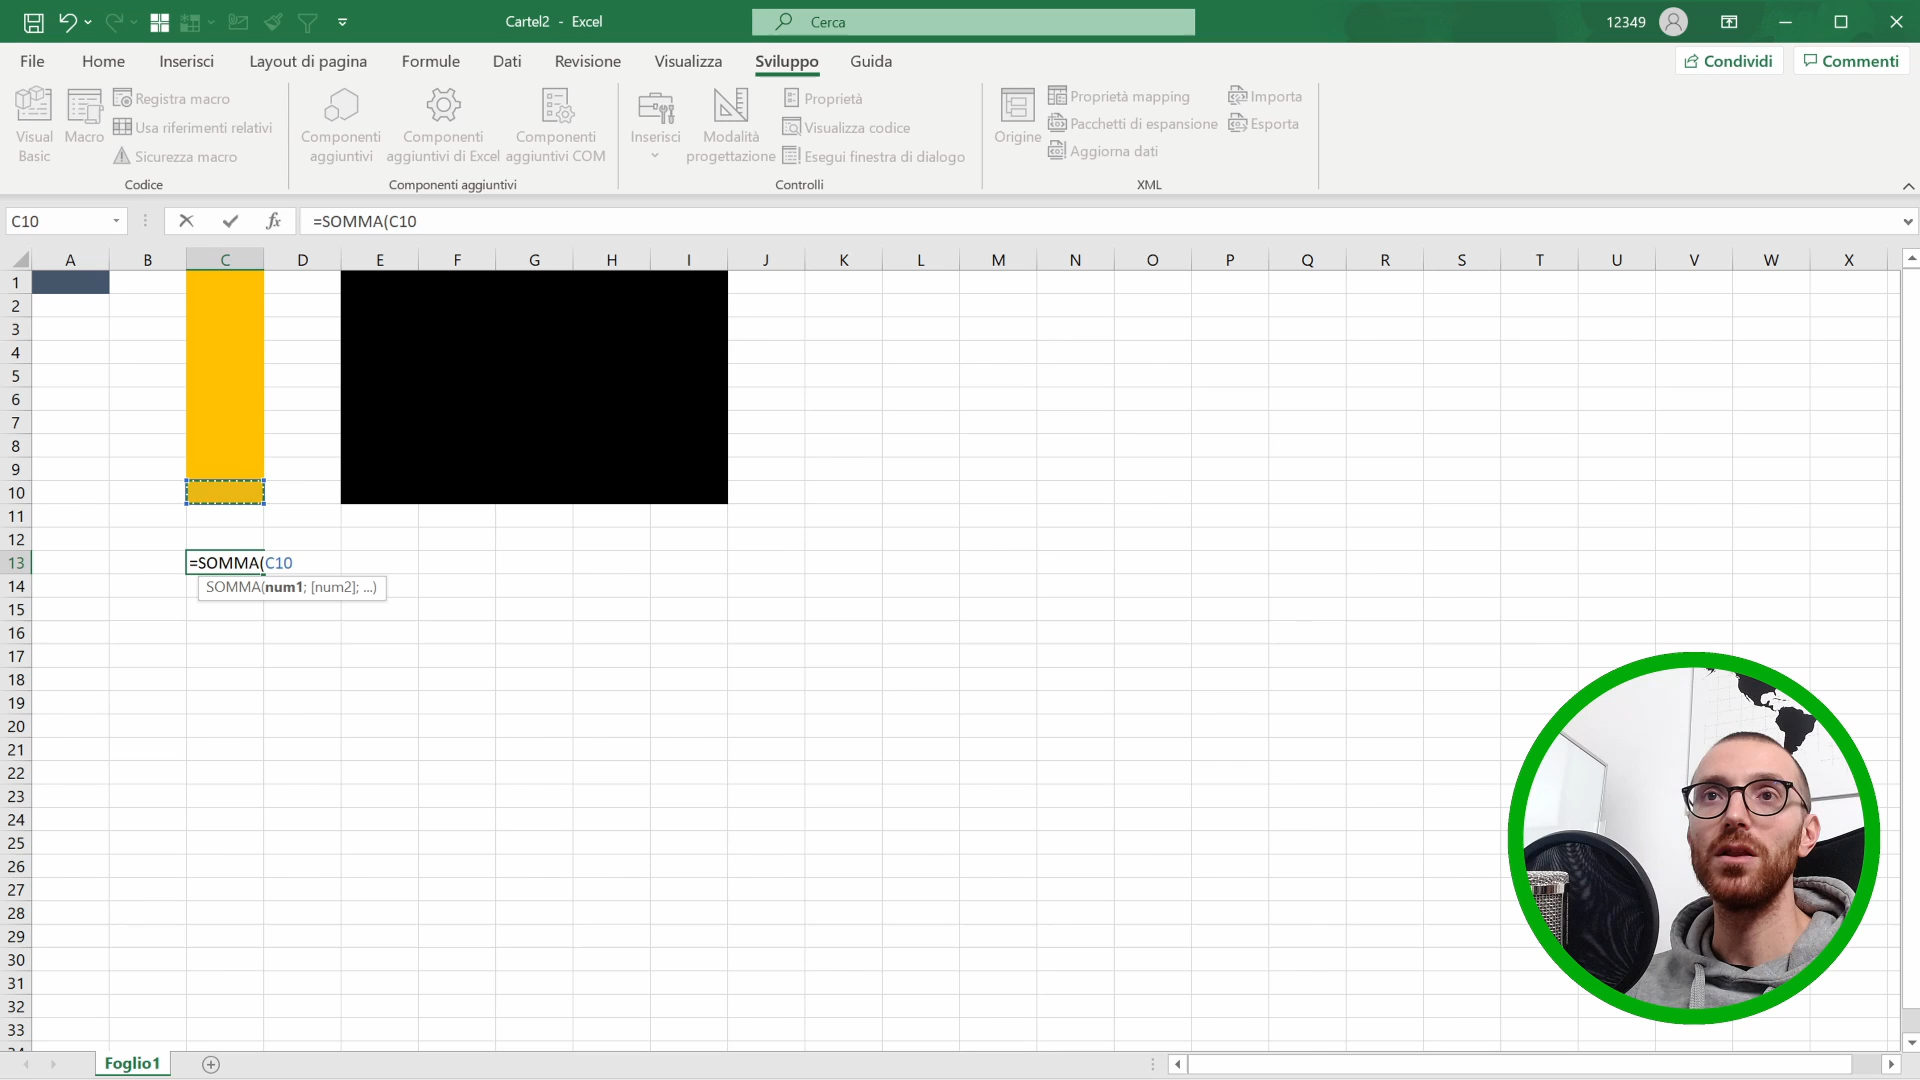 Cartel2 - Excel
Cerca
12349
File Home Inserisci Layout di pagina Formule Dati Revisione Visualizza Sviluppo Guida
Condividi
Commenti
Visual Basic
Macro
Registra macro
Usa riferimenti relativi
Sicurezza macro
Codice
Componenti aggiuntivi
Componenti aggiuntivi di Excel
Componenti aggiuntivi COM
Componenti aggiuntivi
Inserisci
Modalità progettazione
Proprietà
Visualizza codice
Esegui finestra di dialogo
Controlli
Origine
Proprietà mapping
Pacchetti di espansione
Aggiorna dati
Importa
Esporta
XML
C10
fx
=SOMMA(C10
A B C D E F G H I J K L M N O P Q R S T U V W X
1
2
3
4
5
6
7
8
9
10
11
12
13 =SOMMA(C10
14 SOMMA(num1; [num2]; ...)
15
16
17
18
19
20
21
22
23
24
25
26
27
28
29
30
31
32
33
Foglio1